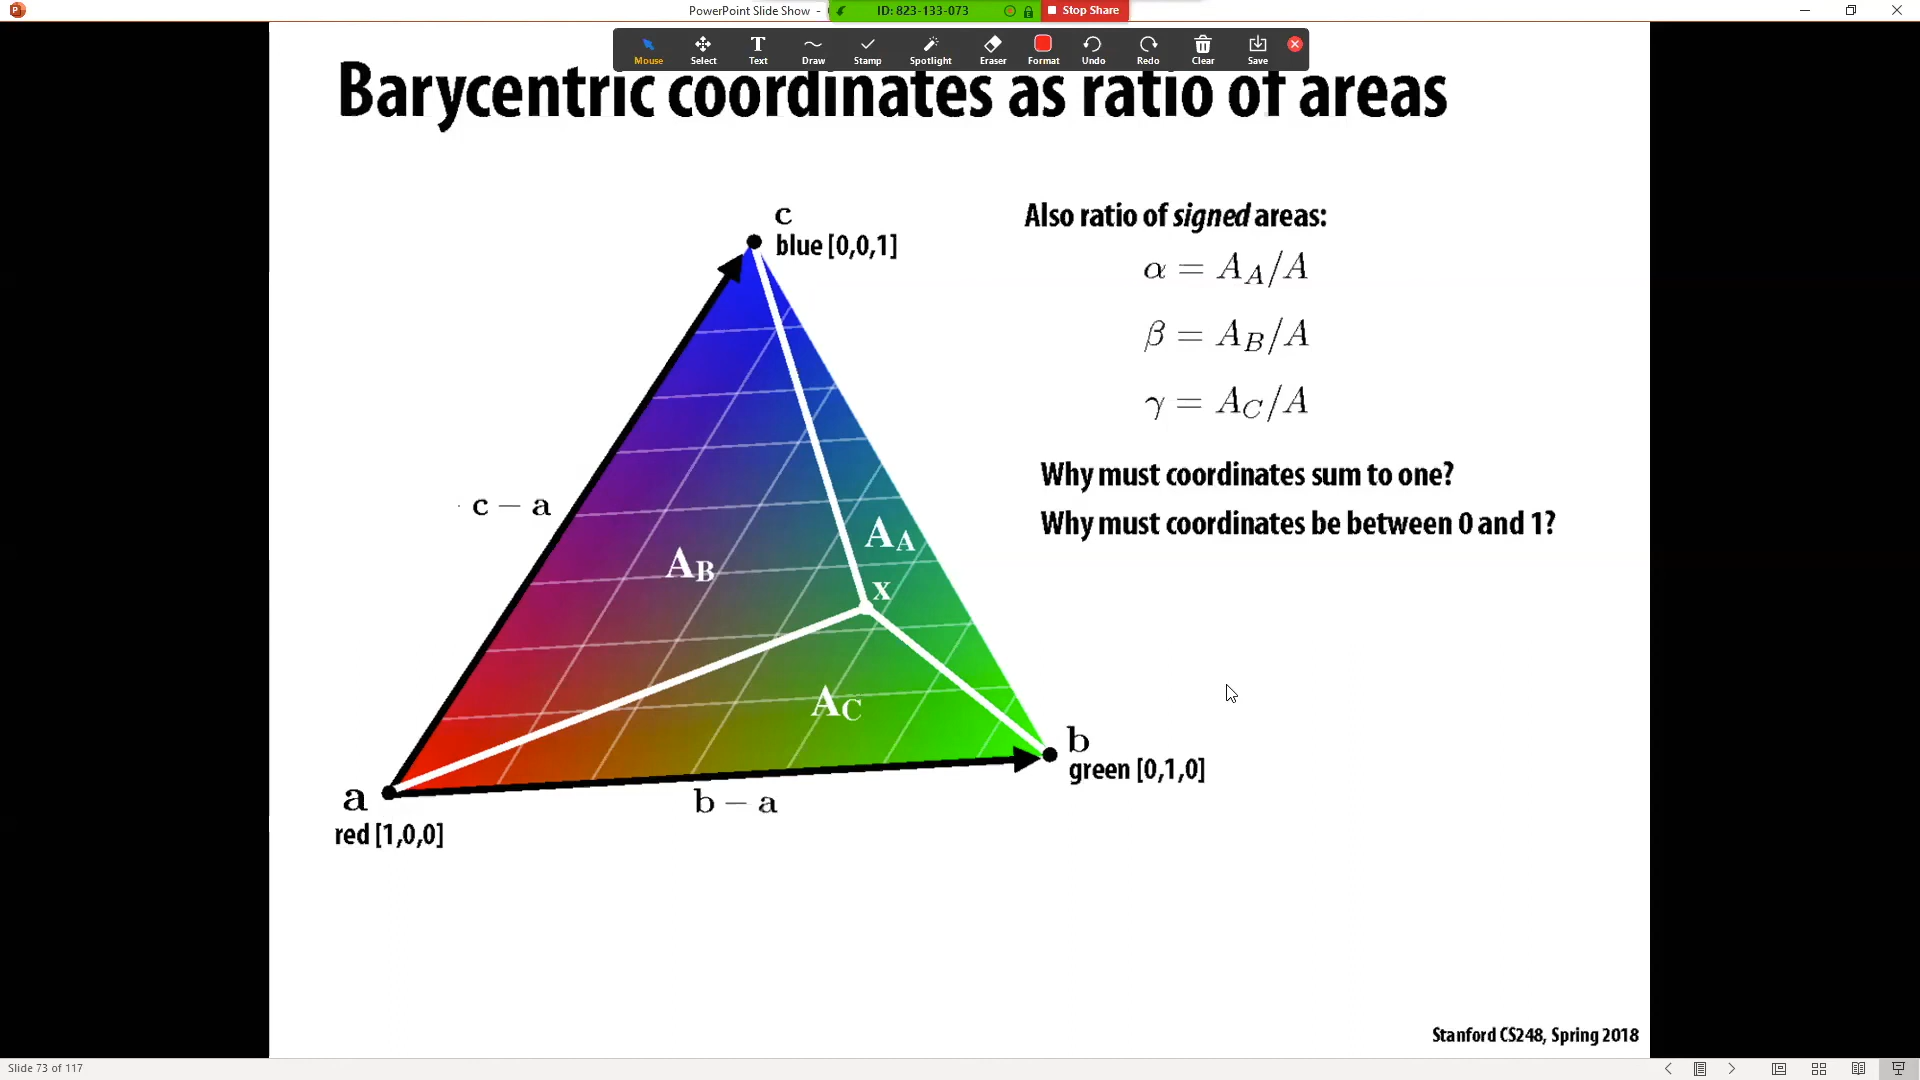 PowerPoint Slide Show -
ID: 823-133-073
Stop Share
Mouse
Select
Text
Draw
Stamp
Spotlight
Eraser
Format
Undo
Redo
Clear
Save
Barycentric coordinates as ratio of areas
c
blue [0,0,1]
Also ratio of signed areas:
α = A_A/A
β = A_B/A
γ = A_C/A
Why must coordinates sum to one?
Why must coordinates be between 0 and 1?
c − a
A_A
A_B
x
A_C
b
green [0,1,0]
a
b − a
red [1,0,0]
Stanford CS248, Spring 2018
Slide 73 of 117